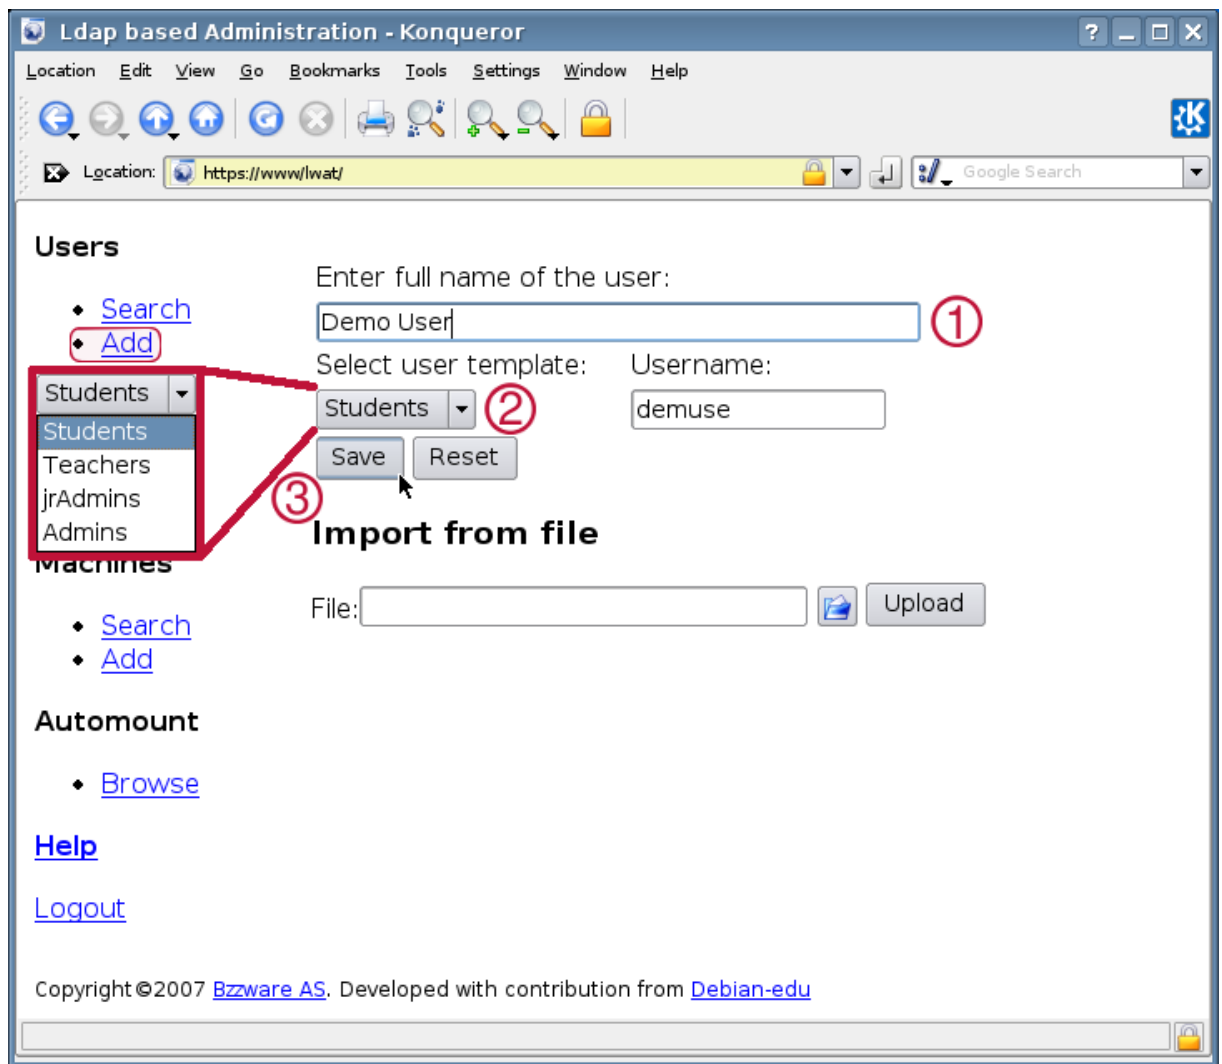 Ldap based Administration - Konqueror
Location Edit View Go Bookmarks Tools Settings Window Help
Location: https://www/lwat/ Google Search
Users
Search
Add
Students
Students
Teachers
jrAdmins
Admins
Machines
Search
Add
Automount
Browse
Help
Logout
Enter full name of the user:
Demo User 1
Select user template: Username:
Students 2 demuse
Save Reset
3
Import from file
File: Upload
Copyright©2007 Bzzware AS. Developed with contribution from Debian-edu